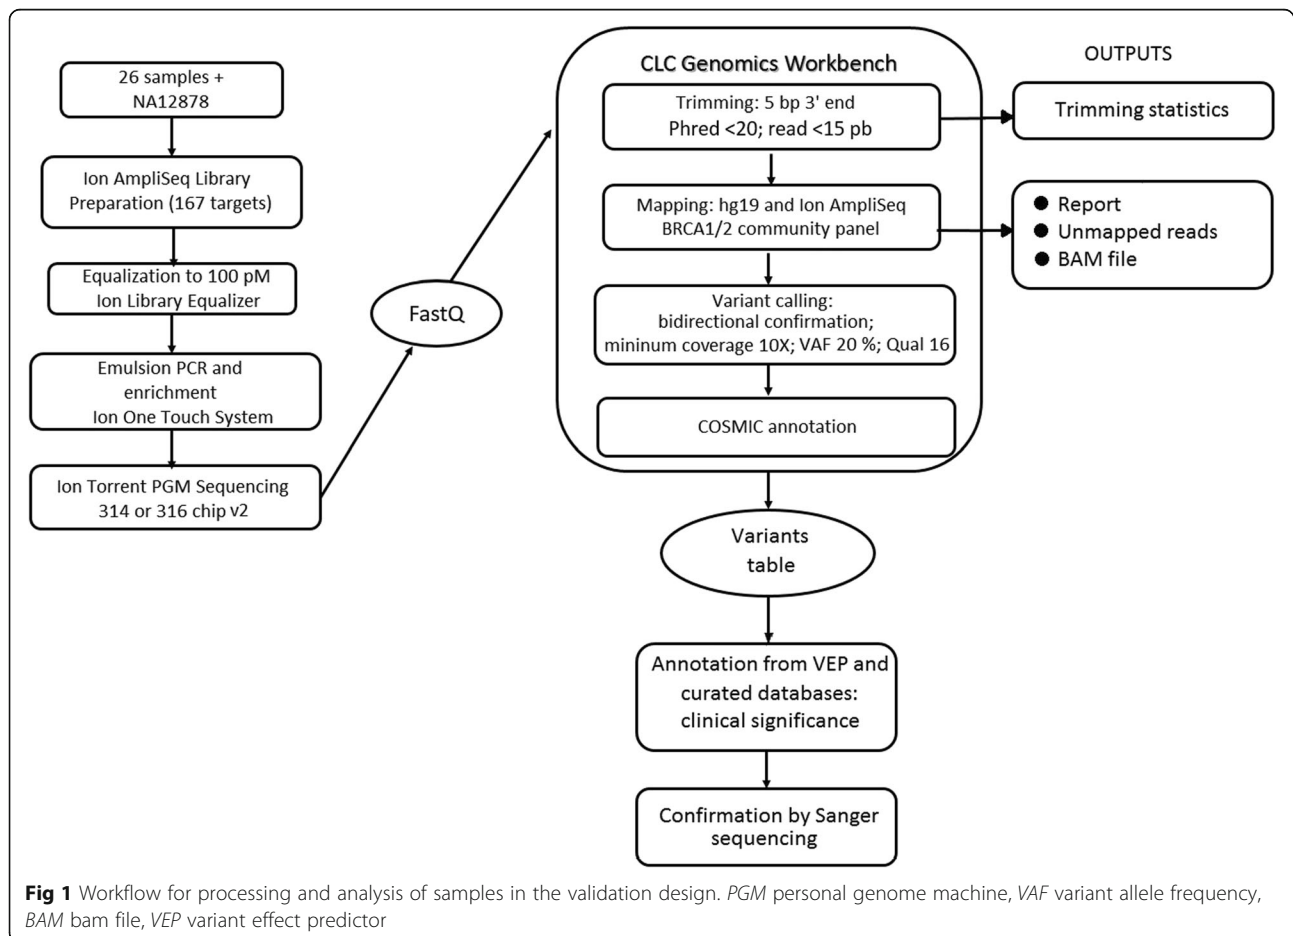 26 samples +
NA12878
Ion AmpliSeq Library
Preparation (167 targets)
Equalization to 100 pM
Ion Library Equalizer
Emulsion PCR and
enrichment
Ion One Touch System
Ion Torrent PGM Sequencing
314 or 316 chip v2
FastQ
CLC Genomics Workbench
Trimming: 5 bp 3' end
Phred <20; read <15 pb
Mapping: hg19 and Ion AmpliSeq
BRCA1/2 community panel
Variant calling:
bidirectional confirmation;
mininum coverage 10X; VAF 20 %; Qual 16
COSMIC annotation
OUTPUTS
Trimming statistics
● Report
● Unmapped reads
● BAM file
Variants
table
Annotation from VEP and
curated databases:
clinical significance
Confirmation by Sanger
sequencing
Fig 1 Workflow for processing and analysis of samples in the validation design. PGM personal genome machine, VAF variant allele frequency,
BAM bam file, VEP variant effect predictor